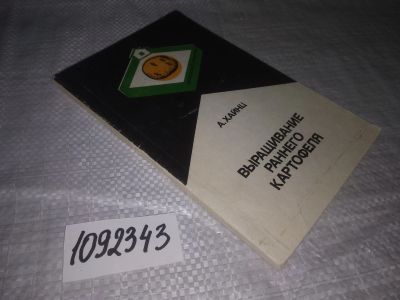 А.ХАЙНЦ
ВЫРАЩИВАНИЕ
РАННЕГО
КАРТОФЕЛЯ
1092343